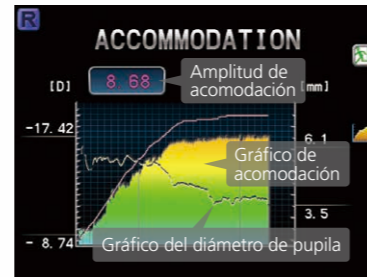 R
ACCOMMODATION
[D]
8.68
Amplitud de
acomodación
[mm]
-17.42
6.1
Gráfico de
acomodación
3.5
- 8.74
Gráfico del diámetro de pupila